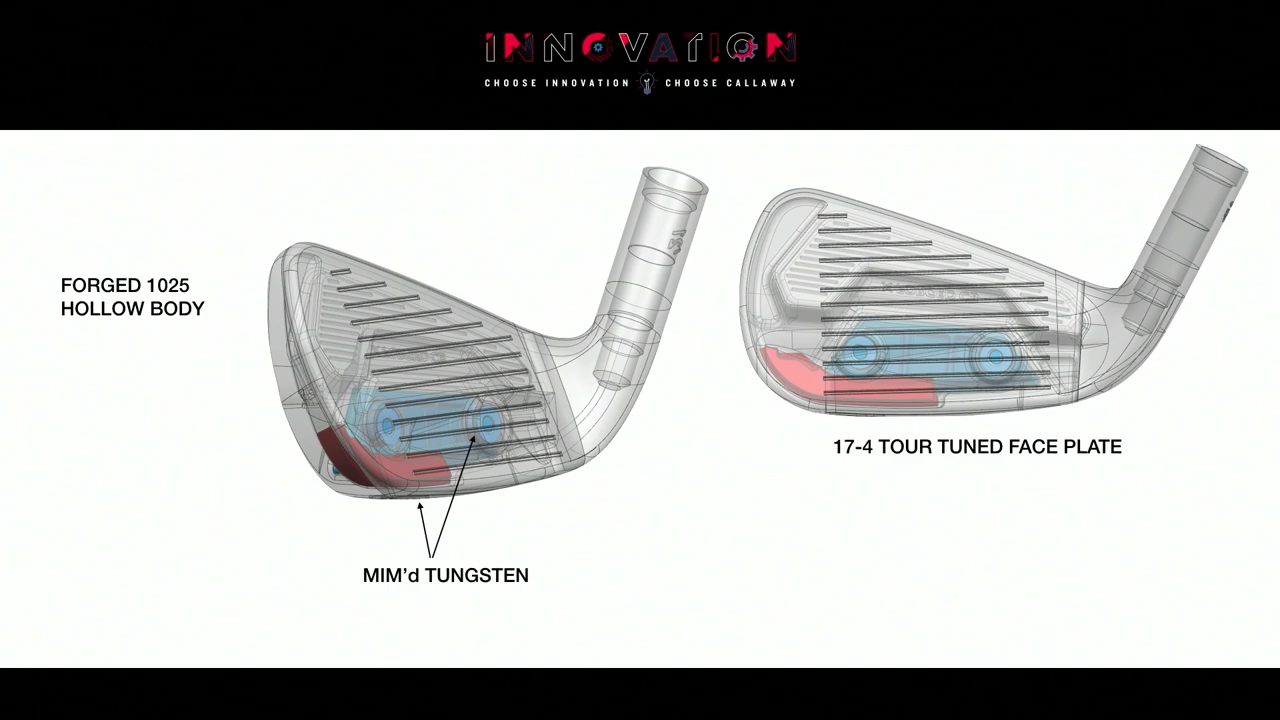 INNOVATION
CHOOSE INNOVATION CHOOSE CALLAWAY
FORGED 1025
HOLLOW BODY
17-4 TOUR TUNED FACE PLATE
MIM'd TUNGSTEN